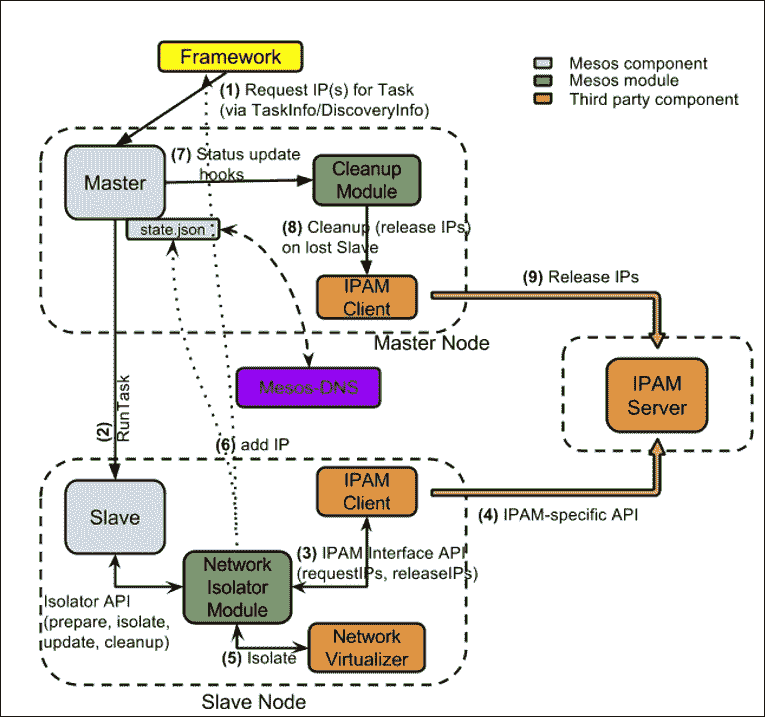 Framework
Mesos component
Mesos module
Third party component
(1) Request IP(s) for Task
(via TaskInfo/DiscoveryInfo)
Master
(7) Status update
hooks
Cleanup
Module
state.json
(8) Cleanup (release IPs)
on lost Slave
IPAM
Client
(9) Release IPs
Master Node
IPAM
Server
Mesos-DNS
(2)
RunTask
(6) add IP
IPAM
Client
(4) IPAM-specific API
Slave
(3) IPAM Interface API
(requestIPs, releaseIPs)
Network
Isolator
Module
Isolator API
(prepare, isolate,
update, cleanup)
(5) Isolate
Network
Virtualizer
Slave Node